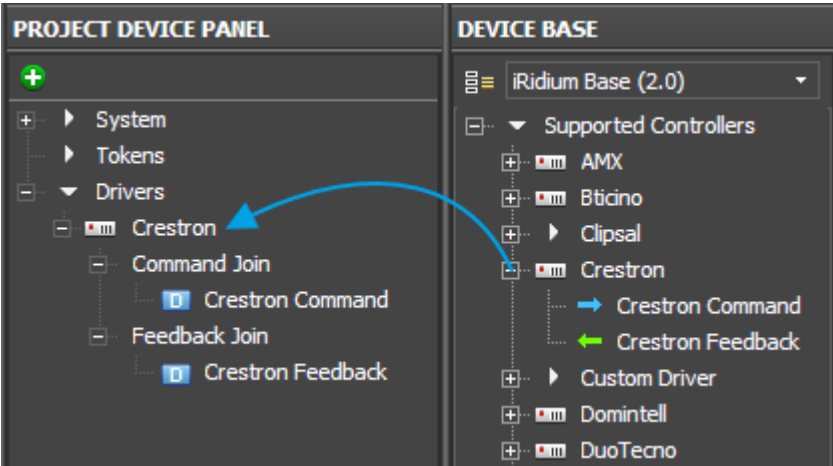 PROJECT DEVICE PANEL
System
Tokens
Drivers
Crestron
Command Join
D Crestron Command
Feedback Join
D Crestron Feedback
DEVICE BASE
iRidium Base (2.0)
Supported Controllers
AMX
Bticino
Clipsal
Crestron
Crestron Command
Crestron Feedback
Custom Driver
Domintell
DuoTecno